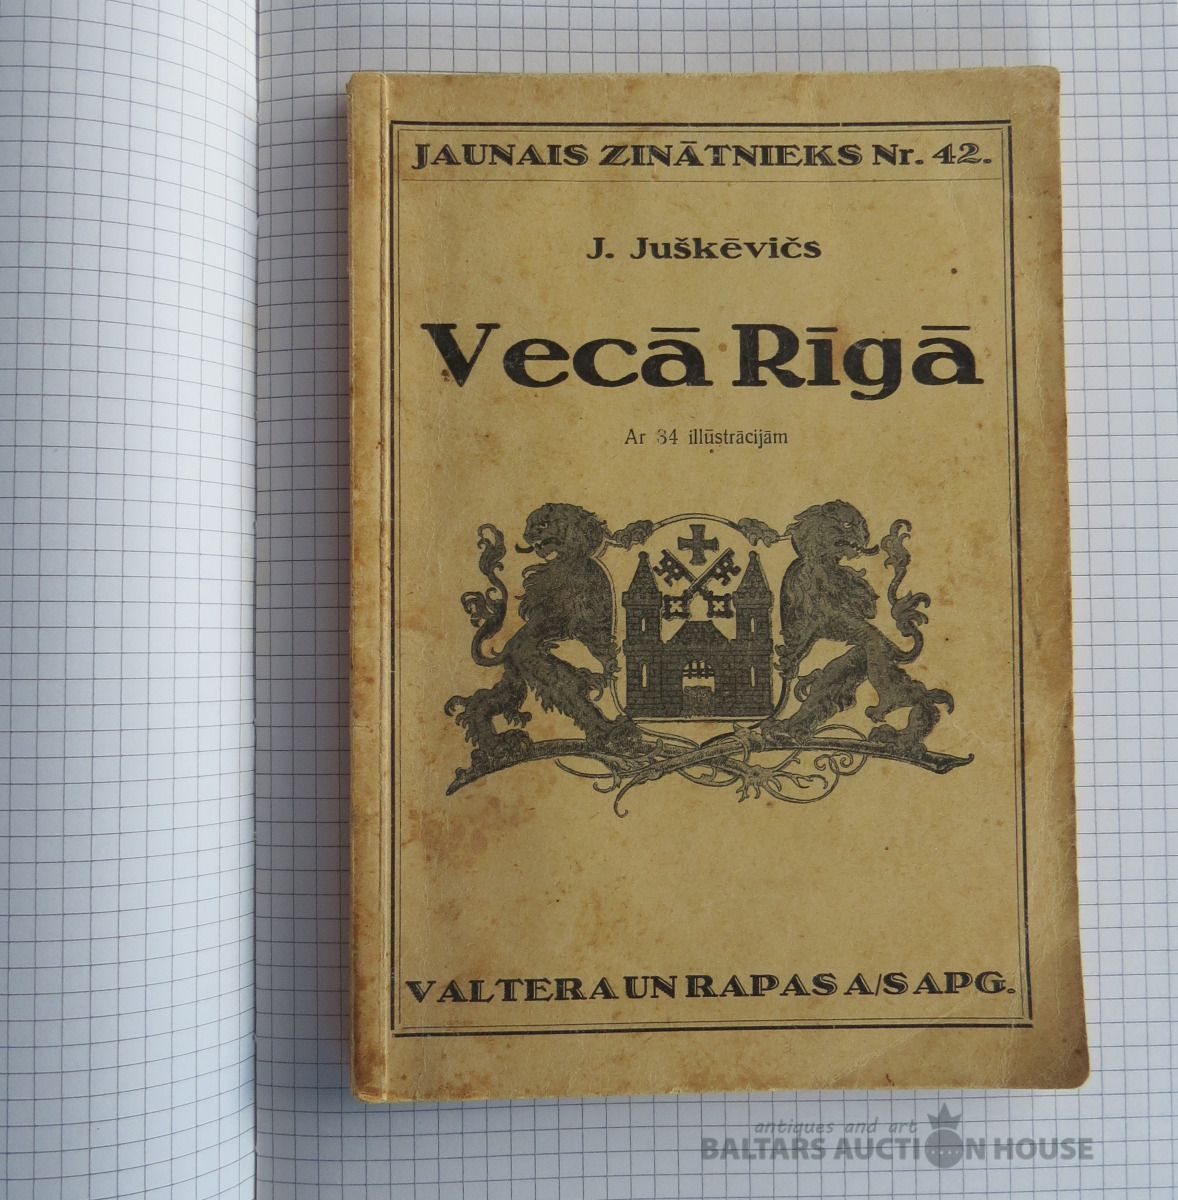 JAUNAIS ZINĀTNIEKS Nr. 42.
J. Juškēvičs
Vecā Rīgā
Ar 34 illūstrācijām
VALTERA UN RAPAS A/S APG.
antiques and art
BALTARS AUCTION HOUSE